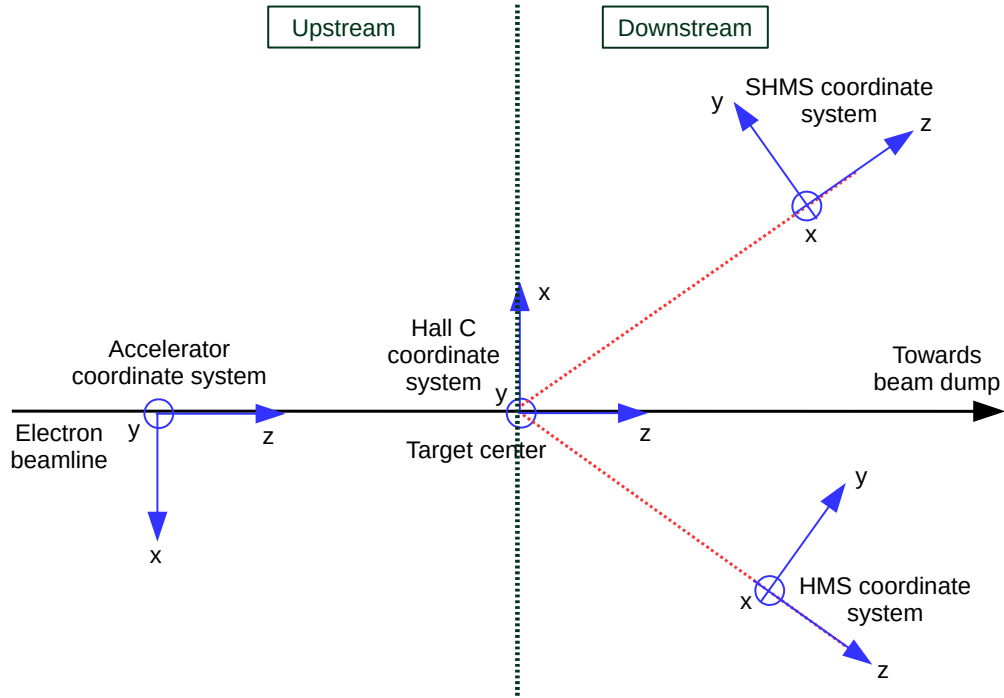 Upstream
Downstream
SHMS coordinate
system
y
z
x
x
Hall C
coordinate
system
y
z
Target center
Accelerator
coordinate system
y
z
x
Electron
beamline
Towards
beam dump
y
x
HMS coordinate
system
z